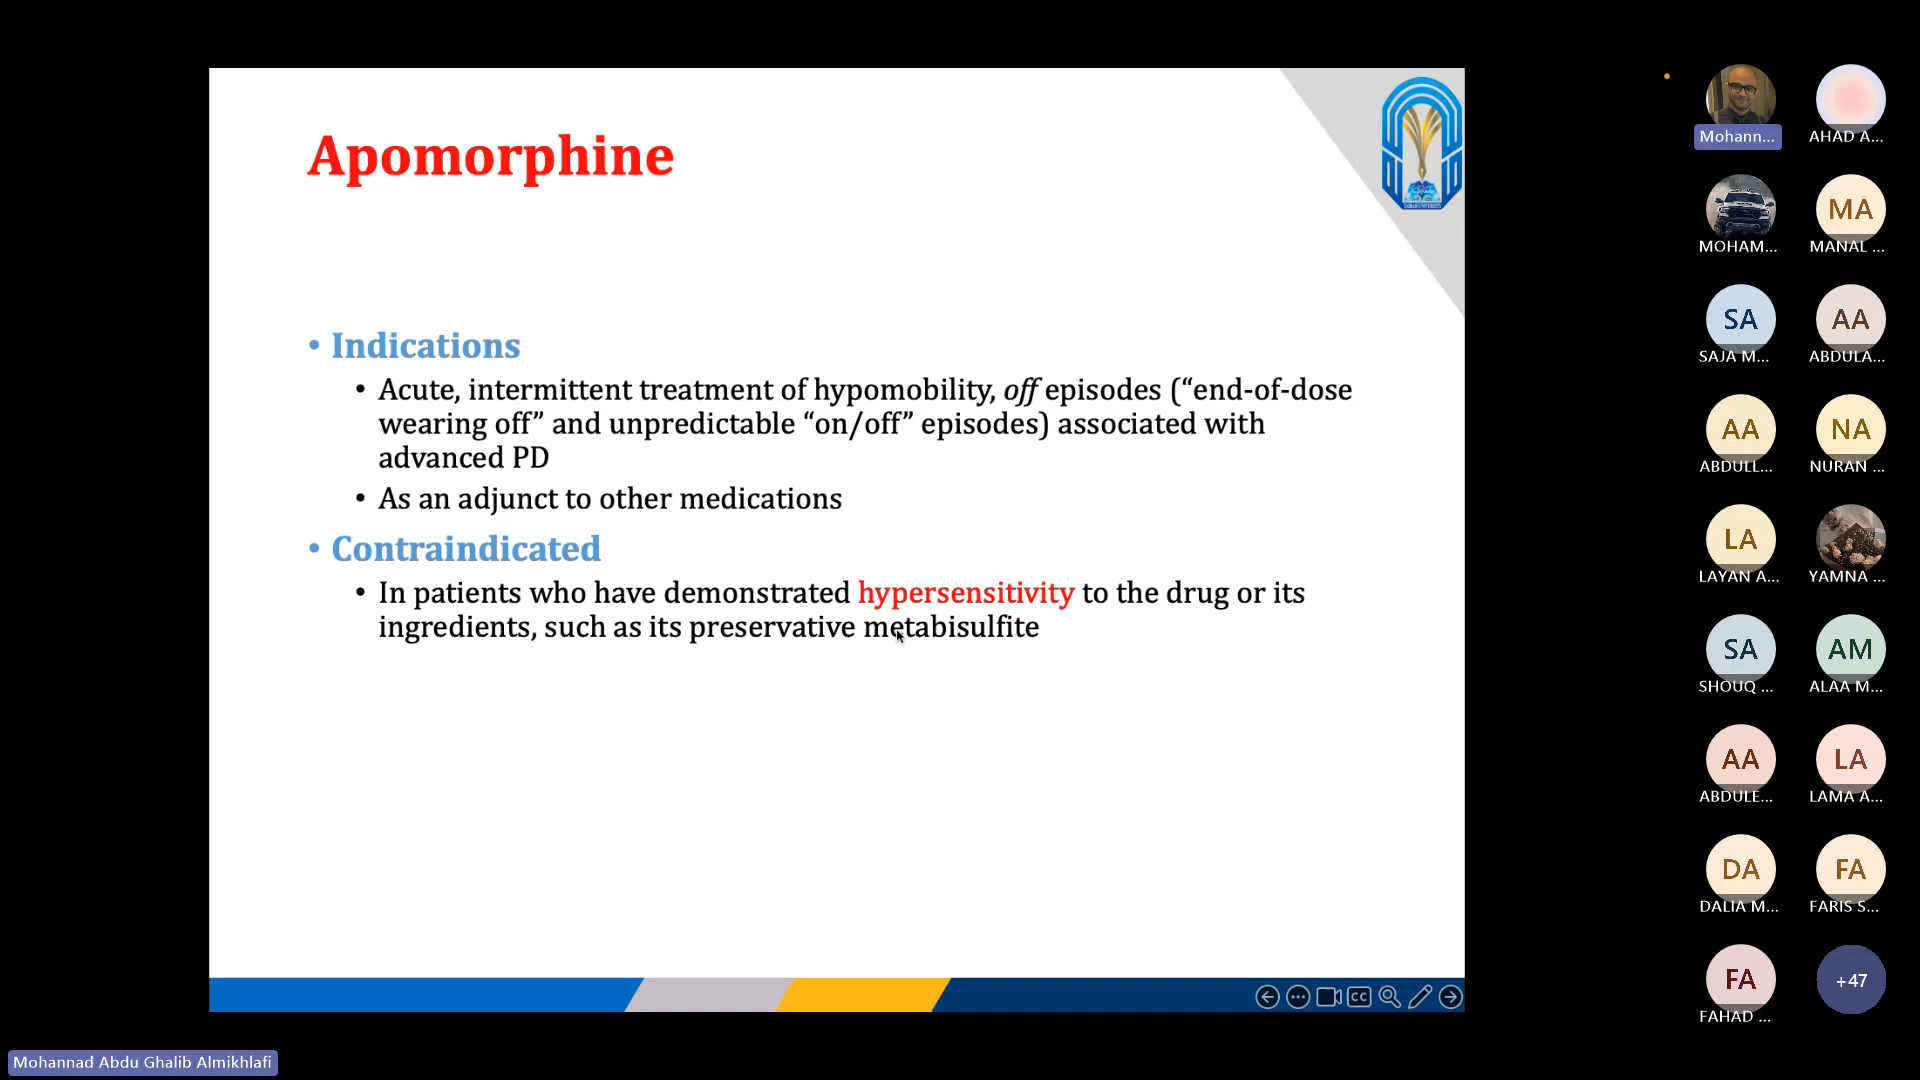 Apomorphine
TAIBAH UNIVERSITY
• Indications
• Acute, intermittent treatment of hypomobility, off episodes (“end-of-dose
wearing off” and unpredictable “on/off” episodes) associated with
advanced PD
• As an adjunct to other medications
• Contraindicated
• In patients who have demonstrated hypersensitivity to the drug or its
ingredients, such as its preservative metabisulfite
CC
Mohann...
AHAD A...
MOHAM...
MA
MANAL ...
SA
SAJA M...
AA
ABDULA...
AA
ABDULL...
NA
NURAN ...
LA
LAYAN A...
YAMNA ...
SA
SHOUQ ...
AM
ALAA M...
AA
ABDULE...
LA
LAMA A...
DA
DALIA M...
FA
FARIS S...
FA
FAHAD ...
+47
Mohannad Abdu Ghalib Almikhlafi